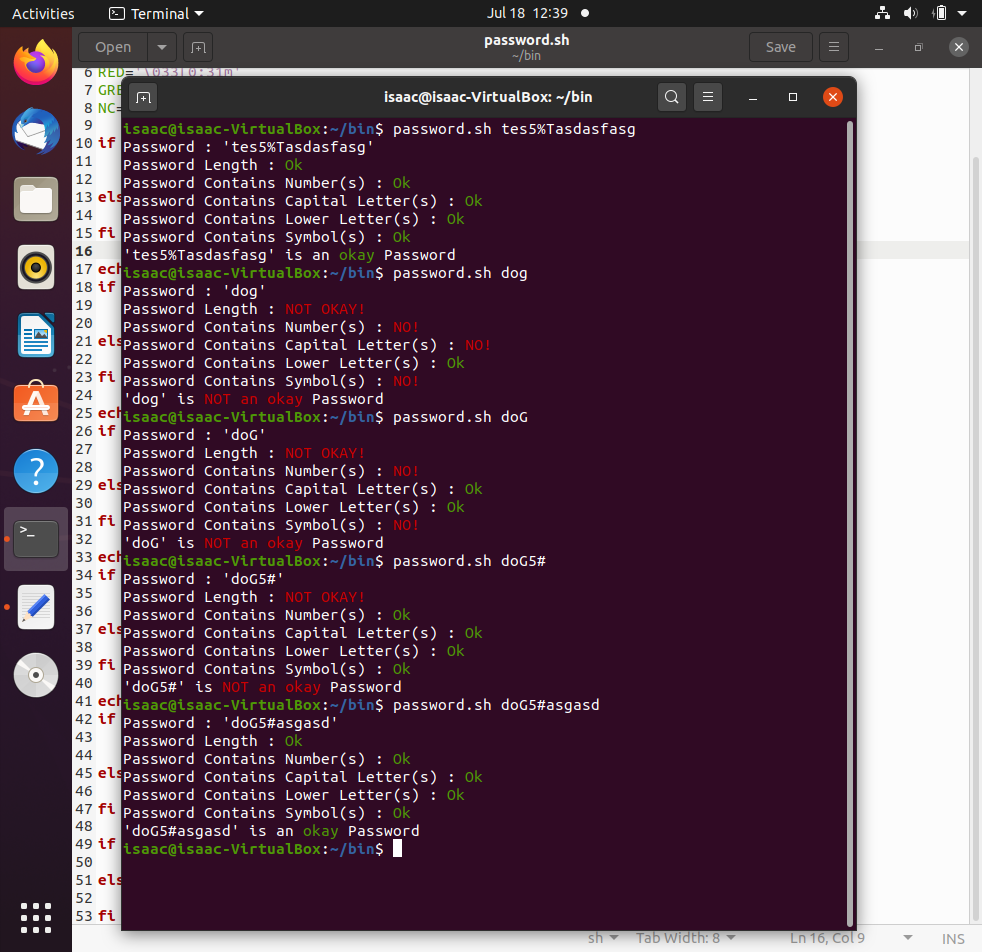 Activities
Terminal
Jul 18 12:39
Open
password.sh
~/bin
Save
6 RED='\033[0;31m'
7 GRE
8 NC=
9
10 if
11
12
13 els
14
15 fi
16
17 ech
18 if
19
20
21 els
22
23 fi
24
25 ech
26 if
27
28
29 els
30
31 fi
32
33 ech
34 if
35
36
37 els
38
39 fi
40
41 ech
42 if
43
44
45 els
46
47 fi
48
49 if
50
51 els
52
53 fi
isaac@isaac-VirtualBox: ~/bin
isaac@isaac-VirtualBox:~/bin$ password.sh tes5%Tasdasfasg
Password : 'tes5%Tasdasfasg'
Password Length : Ok
Password Contains Number(s) : Ok
Password Contains Capital Letter(s) : Ok
Password Contains Lower Letter(s) : Ok
Password Contains Symbol(s) : Ok
'tes5%Tasdasfasg' is an okay Password
isaac@isaac-VirtualBox:~/bin$ password.sh dog
Password : 'dog'
Password Length : NOT OKAY!
Password Contains Number(s) : NO!
Password Contains Capital Letter(s) : NO!
Password Contains Lower Letter(s) : Ok
Password Contains Symbol(s) : NO!
'dog' is NOT an okay Password
isaac@isaac-VirtualBox:~/bin$ password.sh doG
Password : 'doG'
Password Length : NOT OKAY!
Password Contains Number(s) : NO!
Password Contains Capital Letter(s) : Ok
Password Contains Lower Letter(s) : Ok
Password Contains Symbol(s) : NO!
'doG' is NOT an okay Password
isaac@isaac-VirtualBox:~/bin$ password.sh doG5#
Password : 'doG5#'
Password Length : NOT OKAY!
Password Contains Number(s) : Ok
Password Contains Capital Letter(s) : Ok
Password Contains Lower Letter(s) : Ok
Password Contains Symbol(s) : Ok
'doG5#' is NOT an okay Password
isaac@isaac-VirtualBox:~/bin$ password.sh doG5#asgasd
Password : 'doG5#asgasd'
Password Length : Ok
Password Contains Number(s) : Ok
Password Contains Capital Letter(s) : Ok
Password Contains Lower Letter(s) : Ok
Password Contains Symbol(s) : Ok
'doG5#asgasd' is an okay Password
isaac@isaac-VirtualBox:~/bin$
sh
Tab Width: 8
Ln 16, Col 9
INS